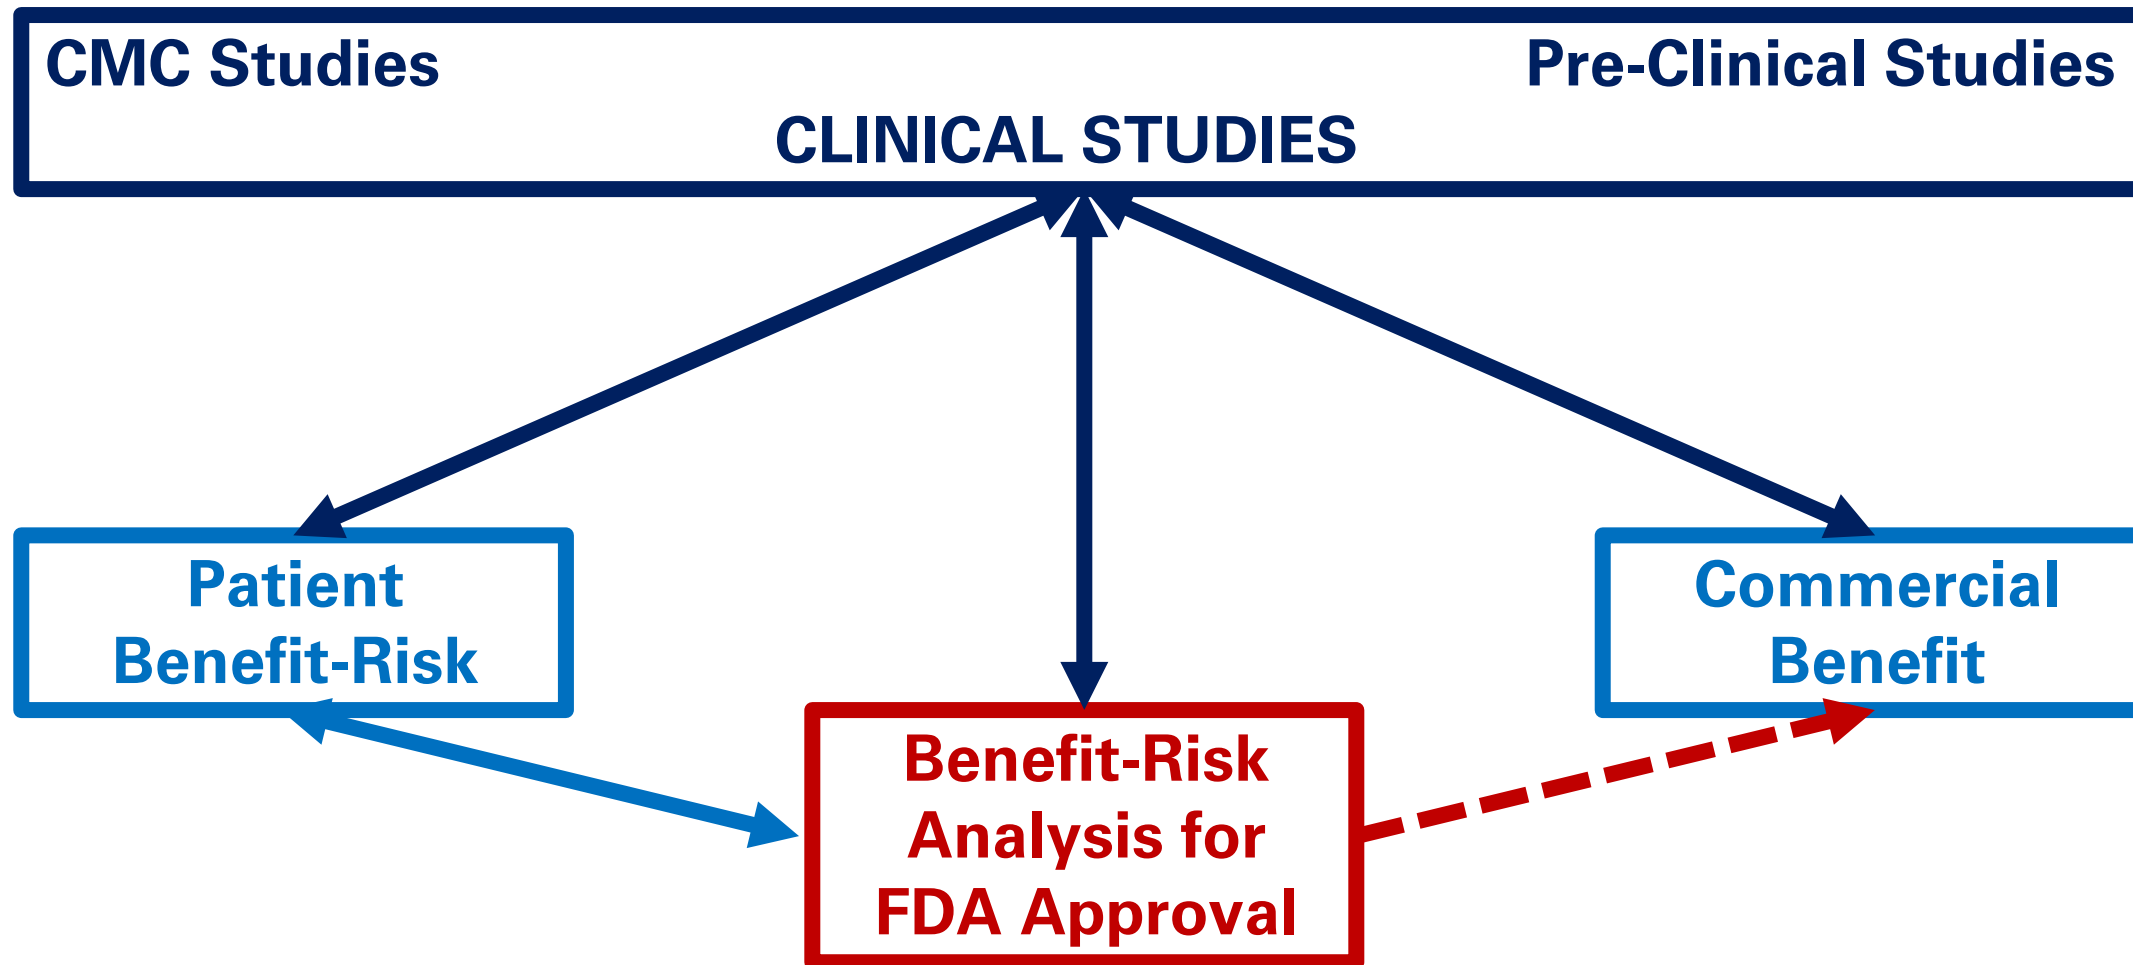 CMC Studies Pre-Clinical Studies
CLINICAL STUDIES
Patient
Benefit-Risk
Commercial
Benefit
Benefit-Risk
Analysis for
FDA Approval